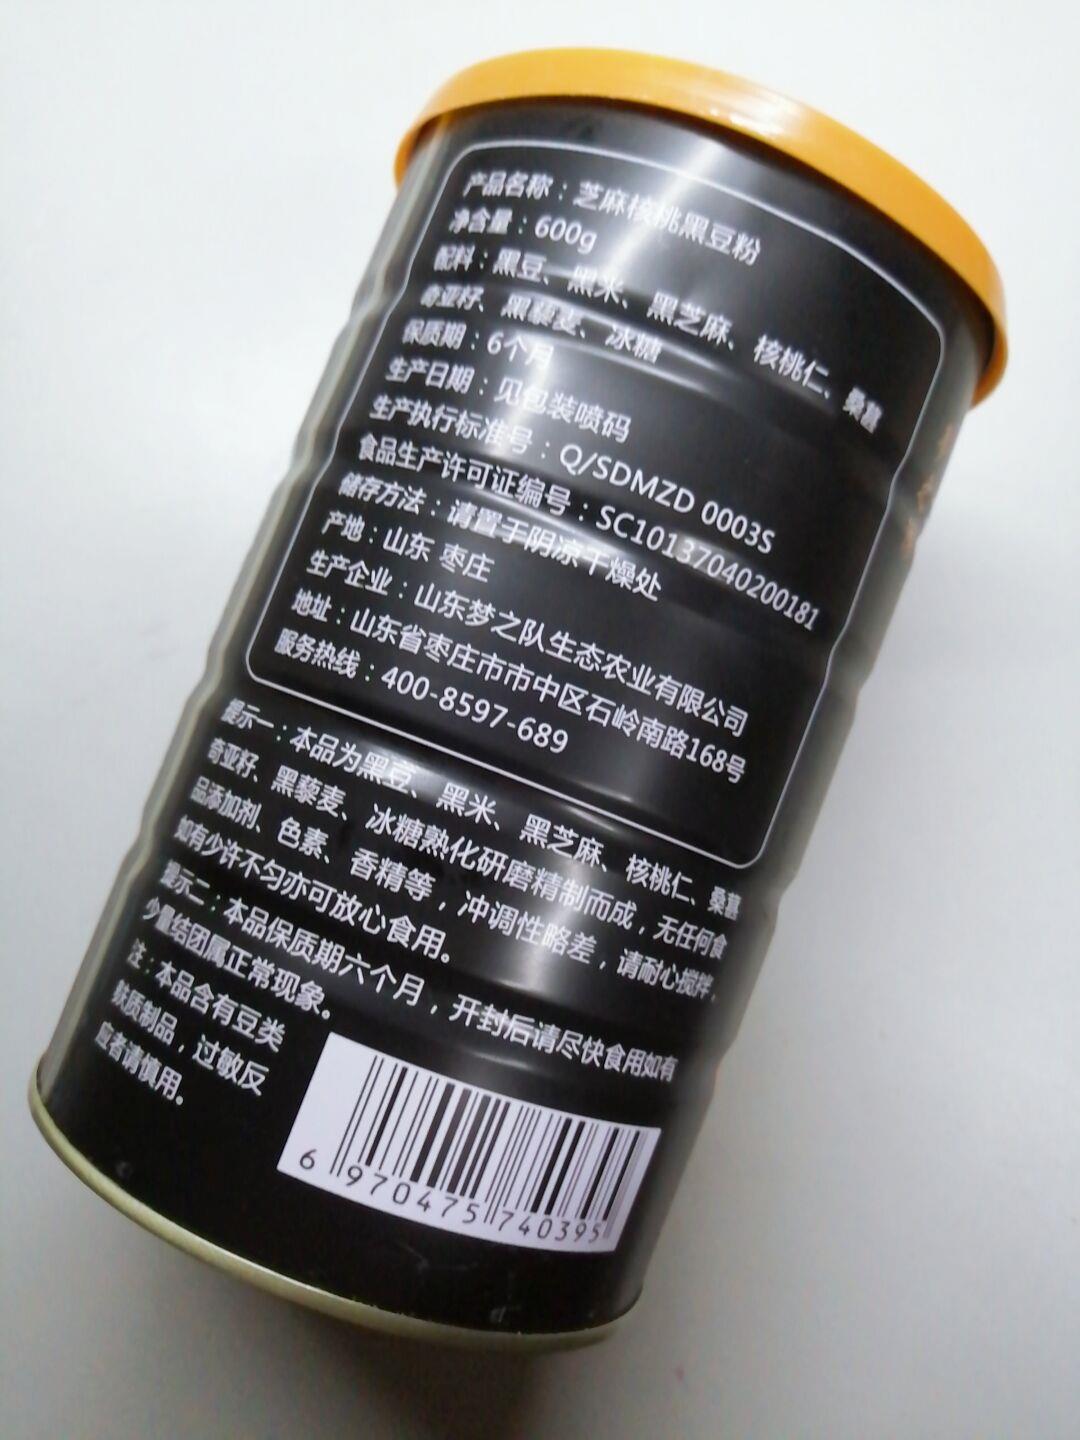 产品名称：芝麻核桃黑豆粉
净含量：600g
配料：黑豆、黑米、黑芝麻、核桃仁、桑葚
奇亚籽、黑藜麦、冰糖
保质期：6个月
生产日期：见包装喷码
生产执行标准号：Q/SDMZD 0003S
食品生产许可证编号：SC10137040200181
储存方法：请置于阴凉干燥处
产地：山东 枣庄
生产企业：山东梦之队生态农业有限公司
地址：山东省枣庄市市中区石岭南路168号
服务热线：400-8597-689
提示一：本品为黑豆、黑米、黑芝麻、核桃仁、桑葚
奇亚籽、黑藜麦、冰糖熟化研磨精制而成，无任何食
品添加剂、色素、香精等，冲调性略差，请耐心搅拌，
如有少许不匀亦可放心食用。
提示二：本品保质期六个月，开封后请尽快食用如有
少量结团属正常现象。
注：本品含有豆类
麸质制品，过敏反
应者请慎用。
6 970475 740395